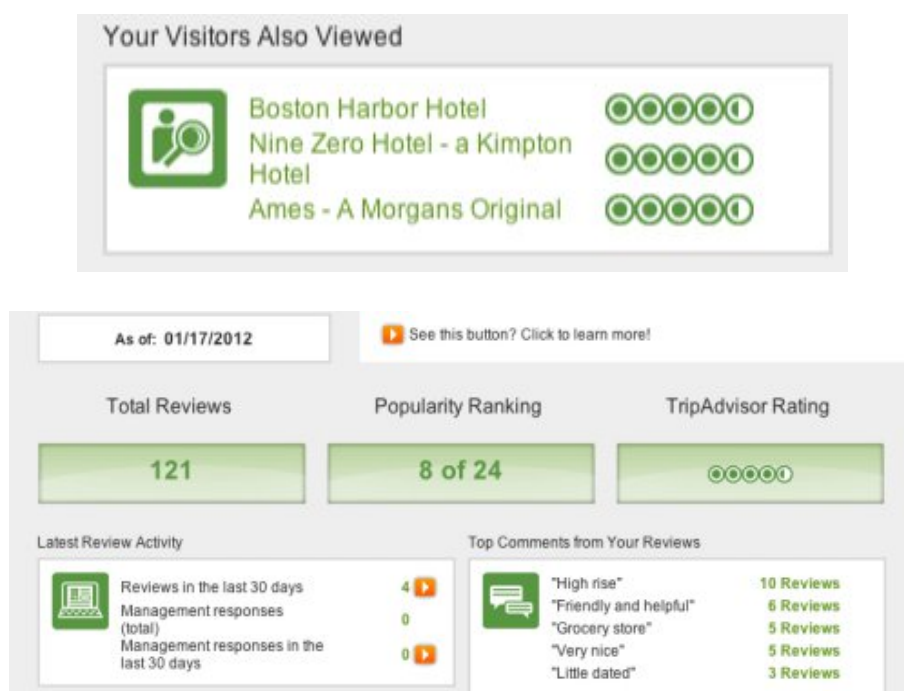 Your Visitors Also Viewed
Boston Harbor Hotel
Nine Zero Hotel - a Kimpton
Hotel
Ames - A Morgans Original
As of: 01/17/2012
See this button? Click to learn more!
Total Reviews
Popularity Ranking
TripAdvisor Rating
121
8 of 24
Latest Review Activity
Reviews in the last 30 days 4
Management responses
(total) 0
Management responses in the
last 30 days 0
Top Comments from Your Reviews
"High rise" 10 Reviews
"Friendly and helpful" 6 Reviews
"Grocery store" 5 Reviews
"Very nice" 5 Reviews
"Little dated" 3 Reviews